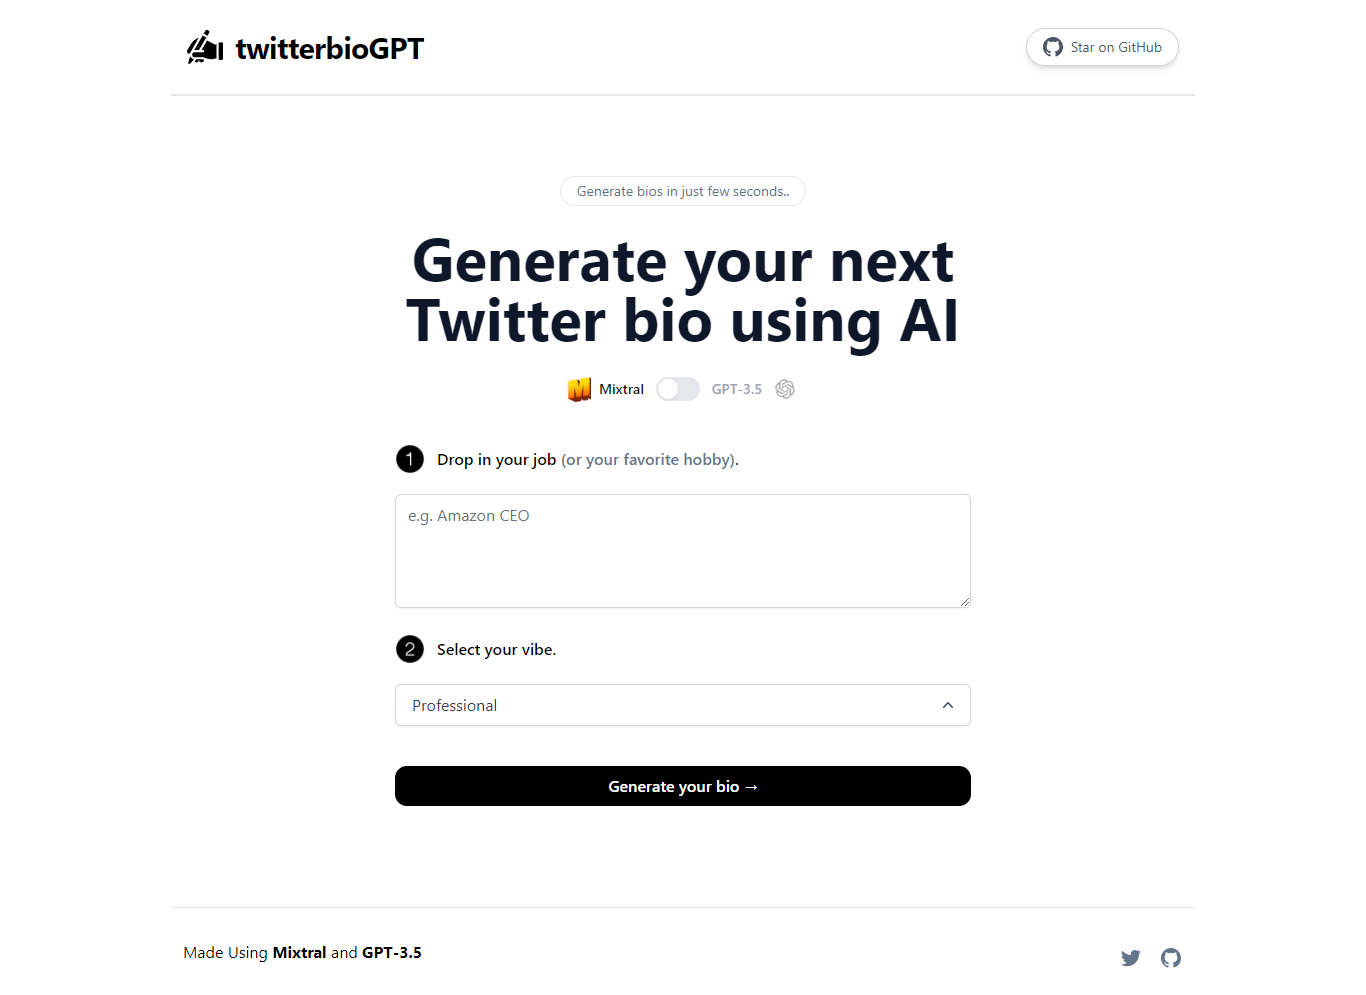 twitterbioGPT
Star on GitHub
Generate bios in just few seconds..
Generate your next
Twitter bio using AI
Mixtral GPT-3.5
1 Drop in your job (or your favorite hobby).
e.g. Amazon CEO
2 Select your vibe.
Professional
Generate your bio →
Made Using Mixtral and GPT-3.5